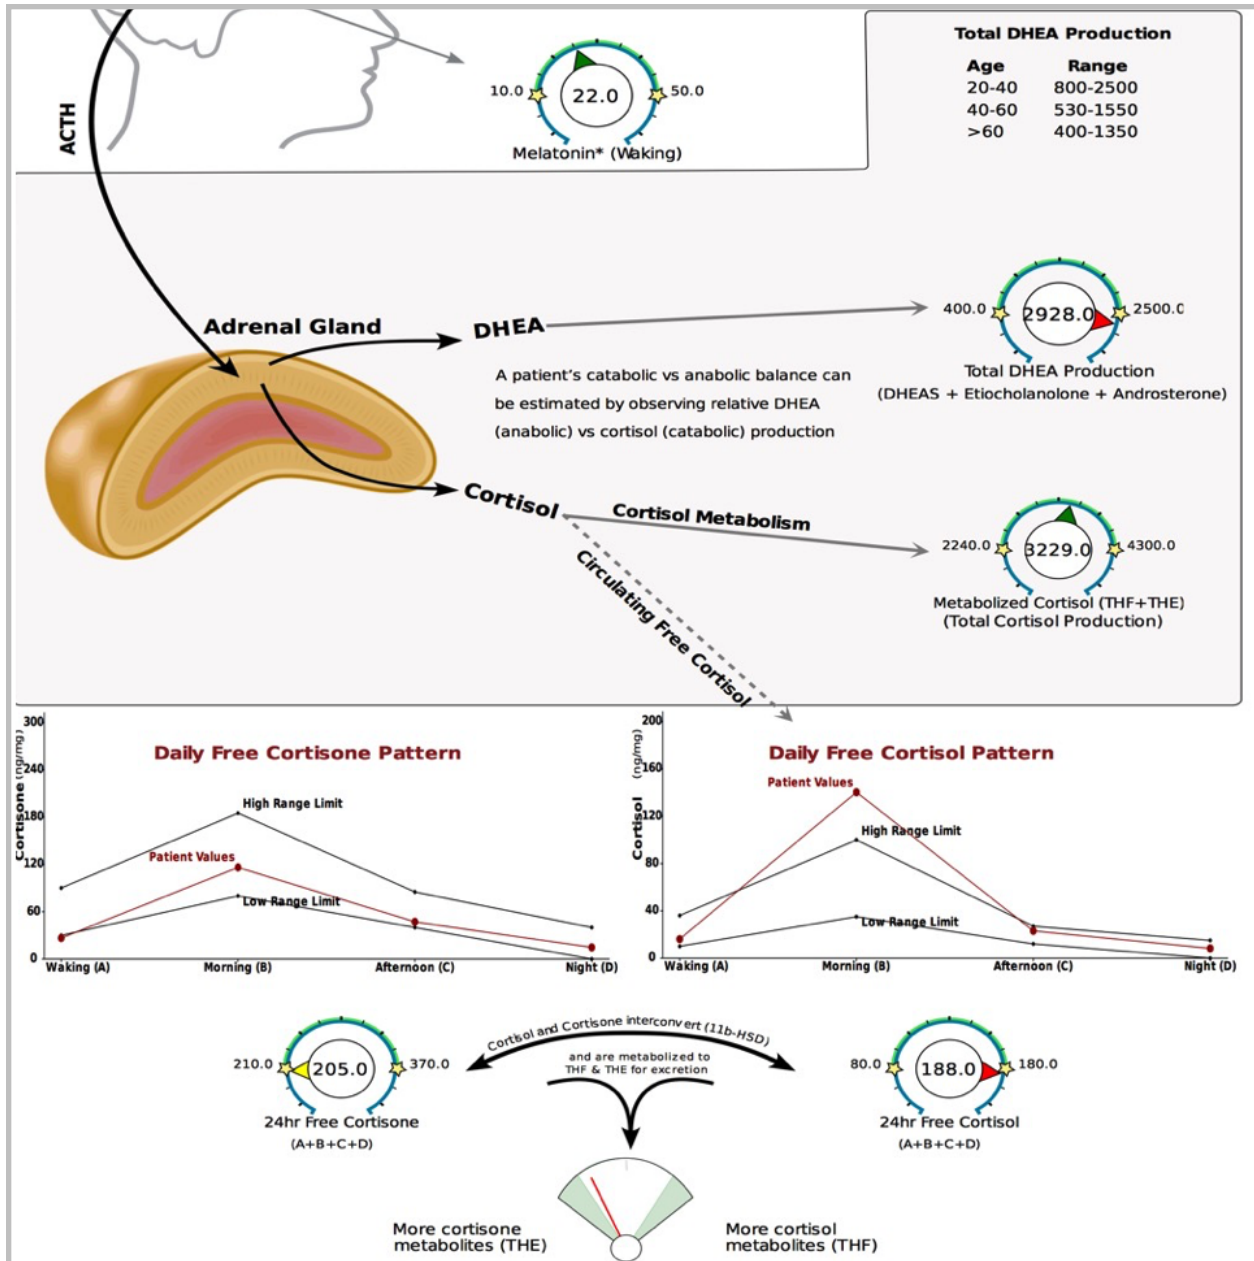 Total DHEA Production
Age Range
20-40 800-2500
40-60 530-1550
>60 400-1350
ACTH
10.0 22.0 50.0
Melatonin* (Waking)
Adrenal Gland
DHEA
400.0 2928.0 2500.0
Total DHEA Production
(DHEAS + Etiocholanolone + Androsterone)
A patient's catabolic vs anabolic balance can
be estimated by observing relative DHEA
(anabolic) vs cortisol (catabolic) production
Cortisol
Cortisol Metabolism
Circulating Free Cortisol
2240.0 3229.0 4300.0
Metabolized Cortisol (THF+THE)
(Total Cortisol Production)
Daily Free Cortisone Pattern
Cortisone (ng/mg)
300
240
180
120
60
0
High Range Limit
Patient Values
Low Range Limit
Waking (A) Morning (B) Afternoon (C) Night (D)
Daily Free Cortisol Pattern
Cortisol (ng/mg)
200
160
120
80
40
0
Patient Values
High Range Limit
Low Range Limit
Waking (A) Morning (B) Afternoon (C) Night (D)
210.0 205.0 370.0
24hr Free Cortisone
(A+B+C+D)
Cortisol and Cortisone interconvert (11b-HSD)
and are metabolized to
THF & THE for excretion
80.0 188.0 180.0
24hr Free Cortisol
(A+B+C+D)
More cortisone
metabolites (THE)
More cortisol
metabolites (THF)